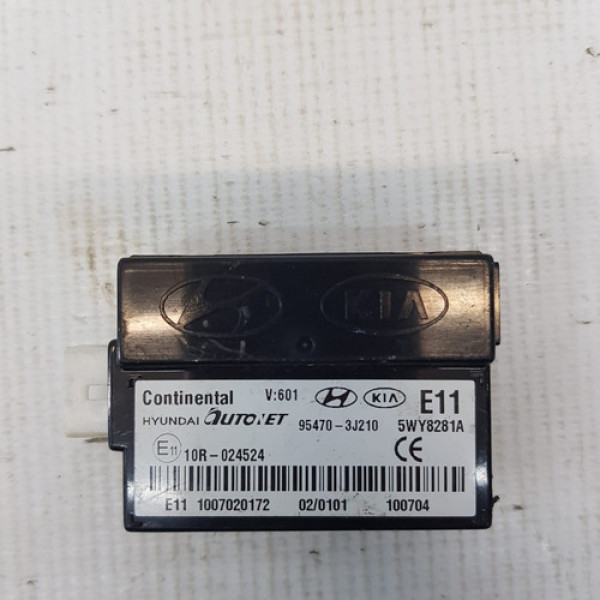 KIA
Continental V:601 KIA E11
HYUNDAI AUTONET 95470-3J210 5WY8281A
E11 10R-024524 CE
E11 1007020172 02/0101 100704